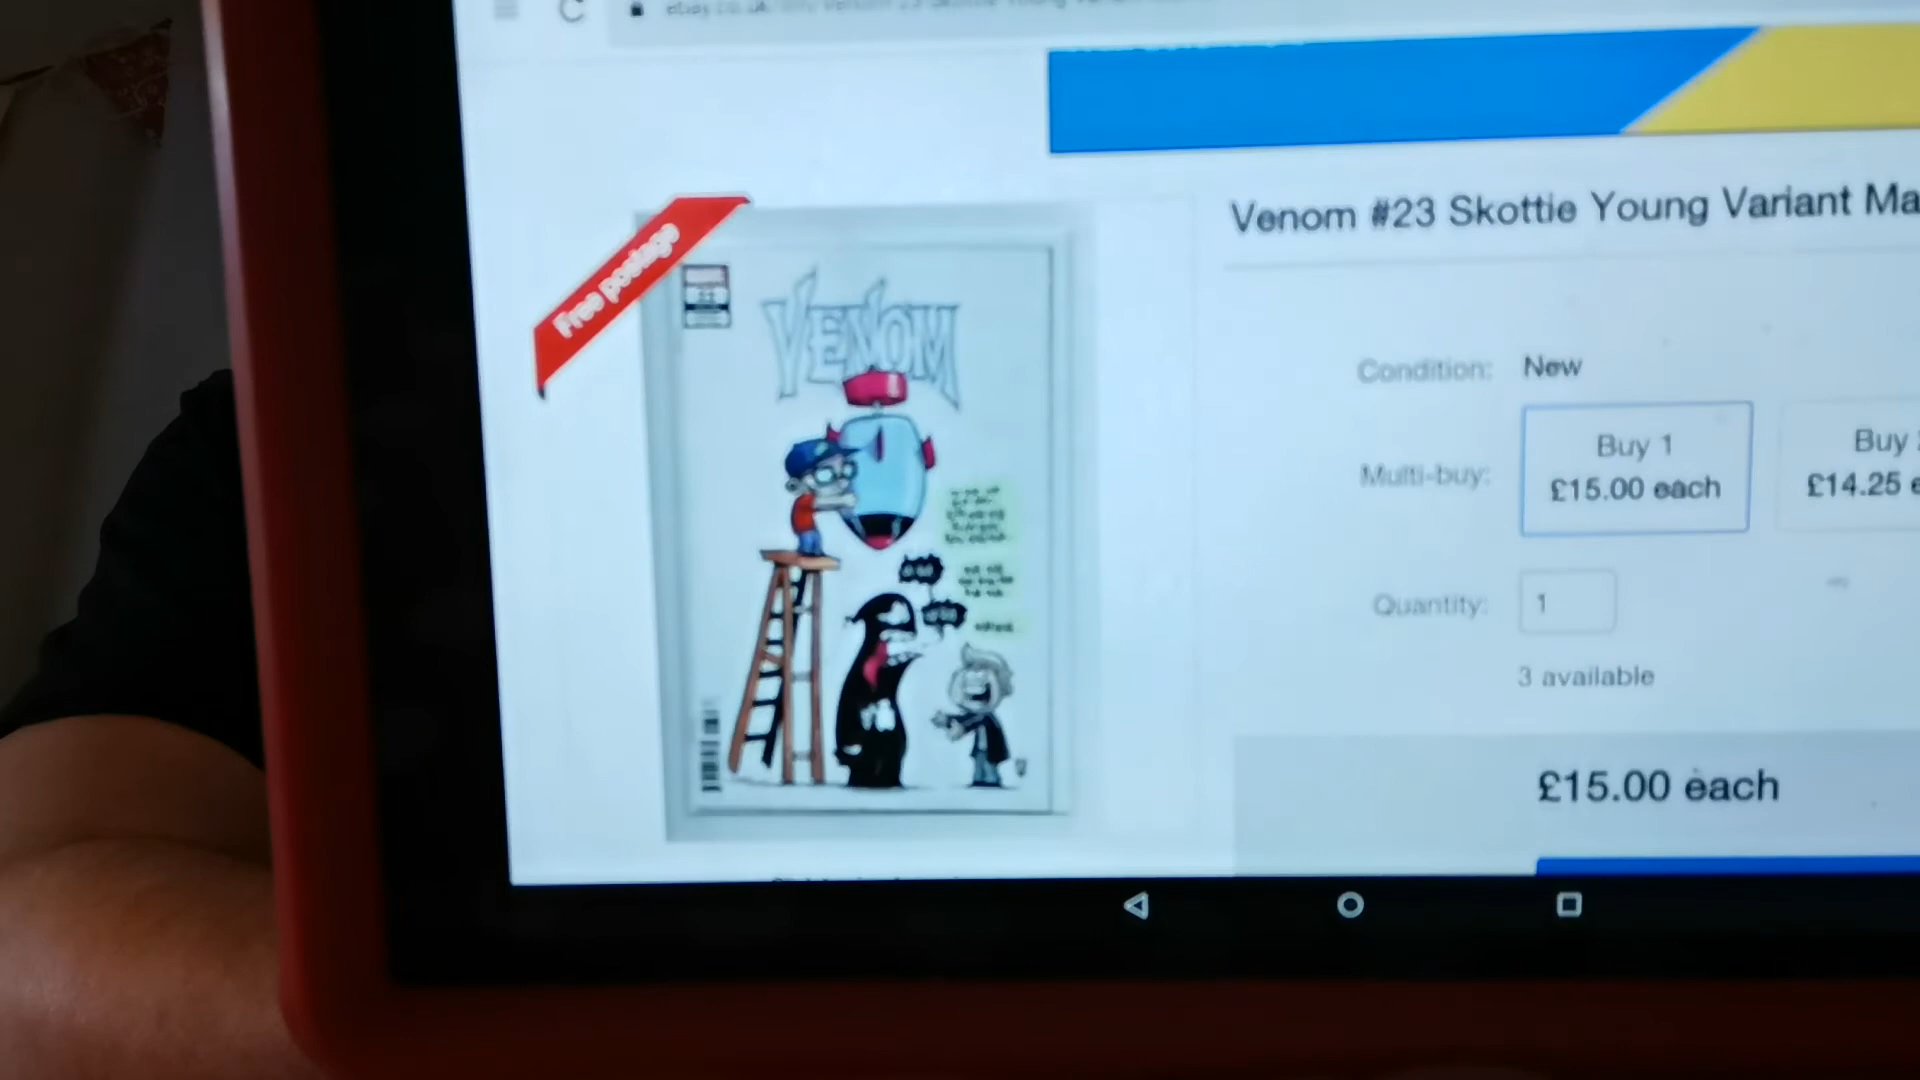 Free postage
VENOM
Venom #23 Skottie Young Variant Ma
Condition: New
Multi-buy:
Buy 1
£15.00 each
Buy
£14.25 e
Quantity: 1
3 available
£15.00 each